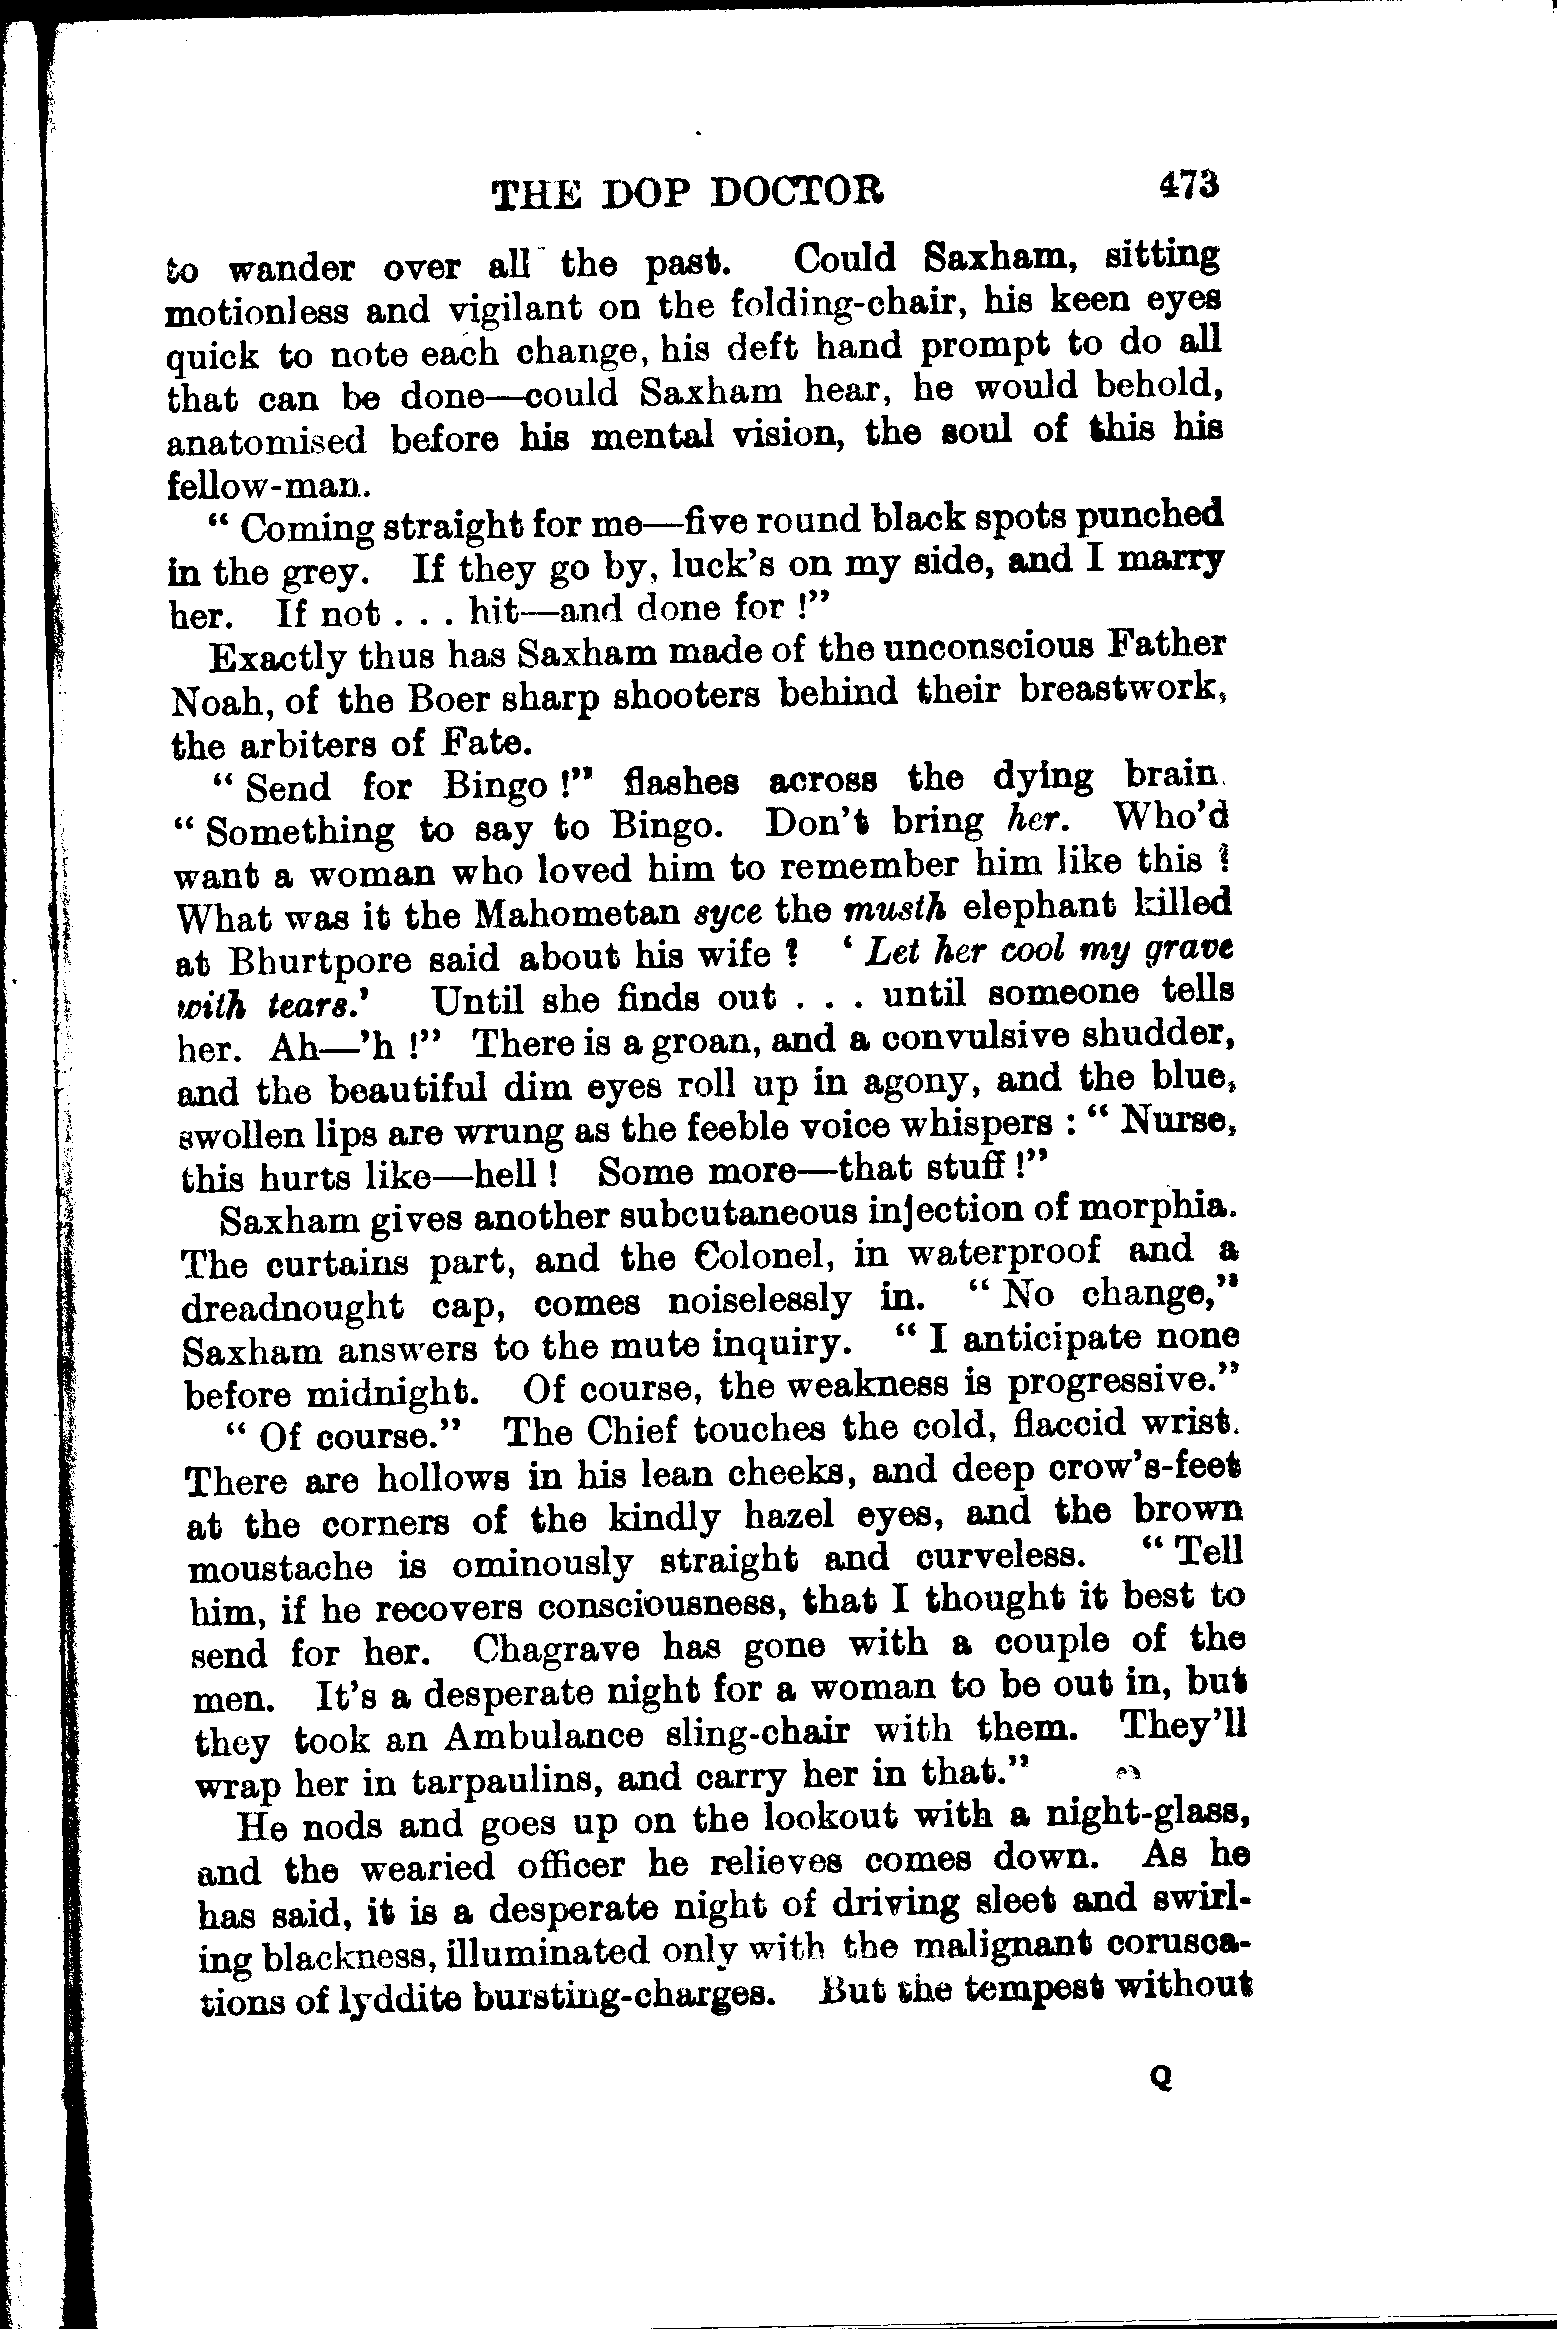 THE DOP DOCTOR 473
to wander over all the past. Could Saxham, sitting
motionless and vigilant on the folding-chair, his keen eyes
quick to note each change, his deft hand prompt to do all
that can be done—could Saxham hear, he would behold,
anatomised before his mental vision, the soul of this his
fellow-man.
“ Coming straight for me—five round black spots punched
in the grey. If they go by, luck’s on my side, and I marry
her. If not . . . hit—and done for !”
Exactly thus has Saxham made of the unconscious Father
Noah, of the Boer sharp shooters behind their breastwork,
the arbiters of Fate.
“ Send for Bingo !” flashes across the dying brain.
“ Something to say to Bingo. Don’t bring her. Who’d
want a woman who loved him to remember him like this ?
What was it the Mahometan syce the musth elephant killed
at Bhurtpore said about his wife ? ‘ Let her cool my grave
with tears.’ Until she finds out . . . until someone tells
her. Ah—’h !” There is a groan, and a convulsive shudder,
and the beautiful dim eyes roll up in agony, and the blue,
swollen lips are wrung as the feeble voice whispers : “ Nurse,
this hurts like—hell ! Some more—that stuff !”
Saxham gives another subcutaneous injection of morphia.
The curtains part, and the Colonel, in waterproof and a
dreadnought cap, comes noiselessly in. “ No change,”
Saxham answers to the mute inquiry. “ I anticipate none
before midnight. Of course, the weakness is progressive.”
“ Of course.” The Chief touches the cold, flaccid wrist.
There are hollows in his lean cheeks, and deep crow’s-feet
at the corners of the kindly hazel eyes, and the brown
moustache is ominously straight and curveless. “ Tell
him, if he recovers consciousness, that I thought it best to
send for her. Chagrave has gone with a couple of the
men. It’s a desperate night for a woman to be out in, but
they took an Ambulance sling-chair with them. They’ll
wrap her in tarpaulins, and carry her in that.”
He nods and goes up on the lookout with a night-glass,
and the wearied officer he relieves comes down. As he
has said, it is a desperate night of driving sleet and swirl-
ing blackness, illuminated only with the malignant corusca-
tions of lyddite bursting-charges. But the tempest without
Q